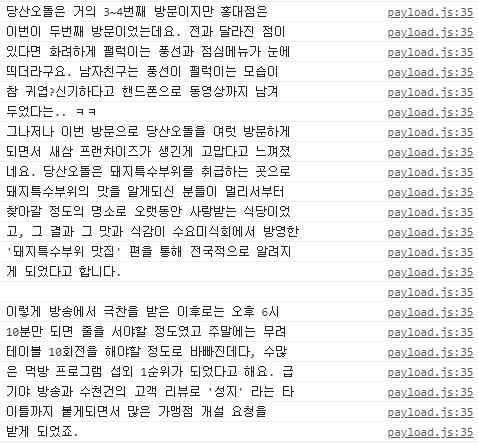 당산오돌은 거의 3~4번째 방문이지만 홍대점은 payload.js:35
이번이 두번째 방문이었는데요. 전과 달라진 점이 payload.js:35
있다면 화려하게 펄럭이는 풍선과 점심메뉴가 눈에 payload.js:35
띄더라구요. 남자친구는 풍선이 펄럭이는 모습이 payload.js:35
참 귀엽?신기하다고 핸드폰으로 동영상까지 남겨 payload.js:35
두었다는.. ㅋㅋ payload.js:35
그나저나 이번 방문으로 당산오돌을 여럿 방문하게 payload.js:35
되면서 새삼 프랜차이즈가 생긴게 고맙다고 느껴졌 payload.js:35
네요. 당산오돌은 돼지특수부위를 취급하는 곳으로 payload.js:35
돼지특수부위의 맛을 알게되신 분들이 멀리서부터 payload.js:35
찾아갈 정도의 명소로 오랫동안 사랑받는 식당이었 payload.js:35
고, 그 결과 그 맛과 식감이 수요미식회에서 방영한 payload.js:35
'돼지특수부위 맛집' 편을 통해 전국적으로 알려지 payload.js:35
게 되었다고 합니다. payload.js:35
payload.js:35
이렇게 방송에서 극찬을 받은 이후로는 오후 6시 payload.js:35
10분만 되면 줄을 서야할 정도였고 주말에는 무려 payload.js:35
테이블 10회전을 해야할 정도로 바빠진데다, 수많 payload.js:35
은 먹방 프로그램 섭외 1순위가 되었다고 해요. 급 payload.js:35
기야 방송과 수천건의 고객 리뷰로 '성지' 라는 타 payload.js:35
이틀까지 붙게되면서 많은 가맹점 개설 요청을 payload.js:35
받게 되었죠. payload.js:35